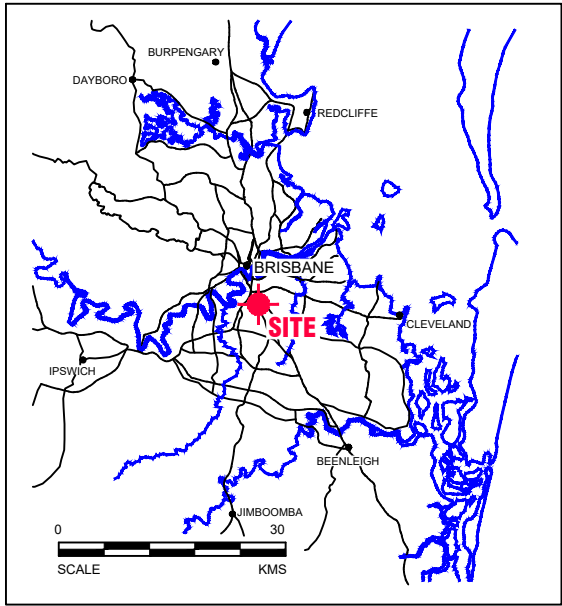 BURPENGARY
DAYBORO
REDCLIFFE
BRISBANE
SITE
CLEVELAND
IPSWICH
BEENLEIGH
JIMBOOMBA
0 30
SCALE KMS